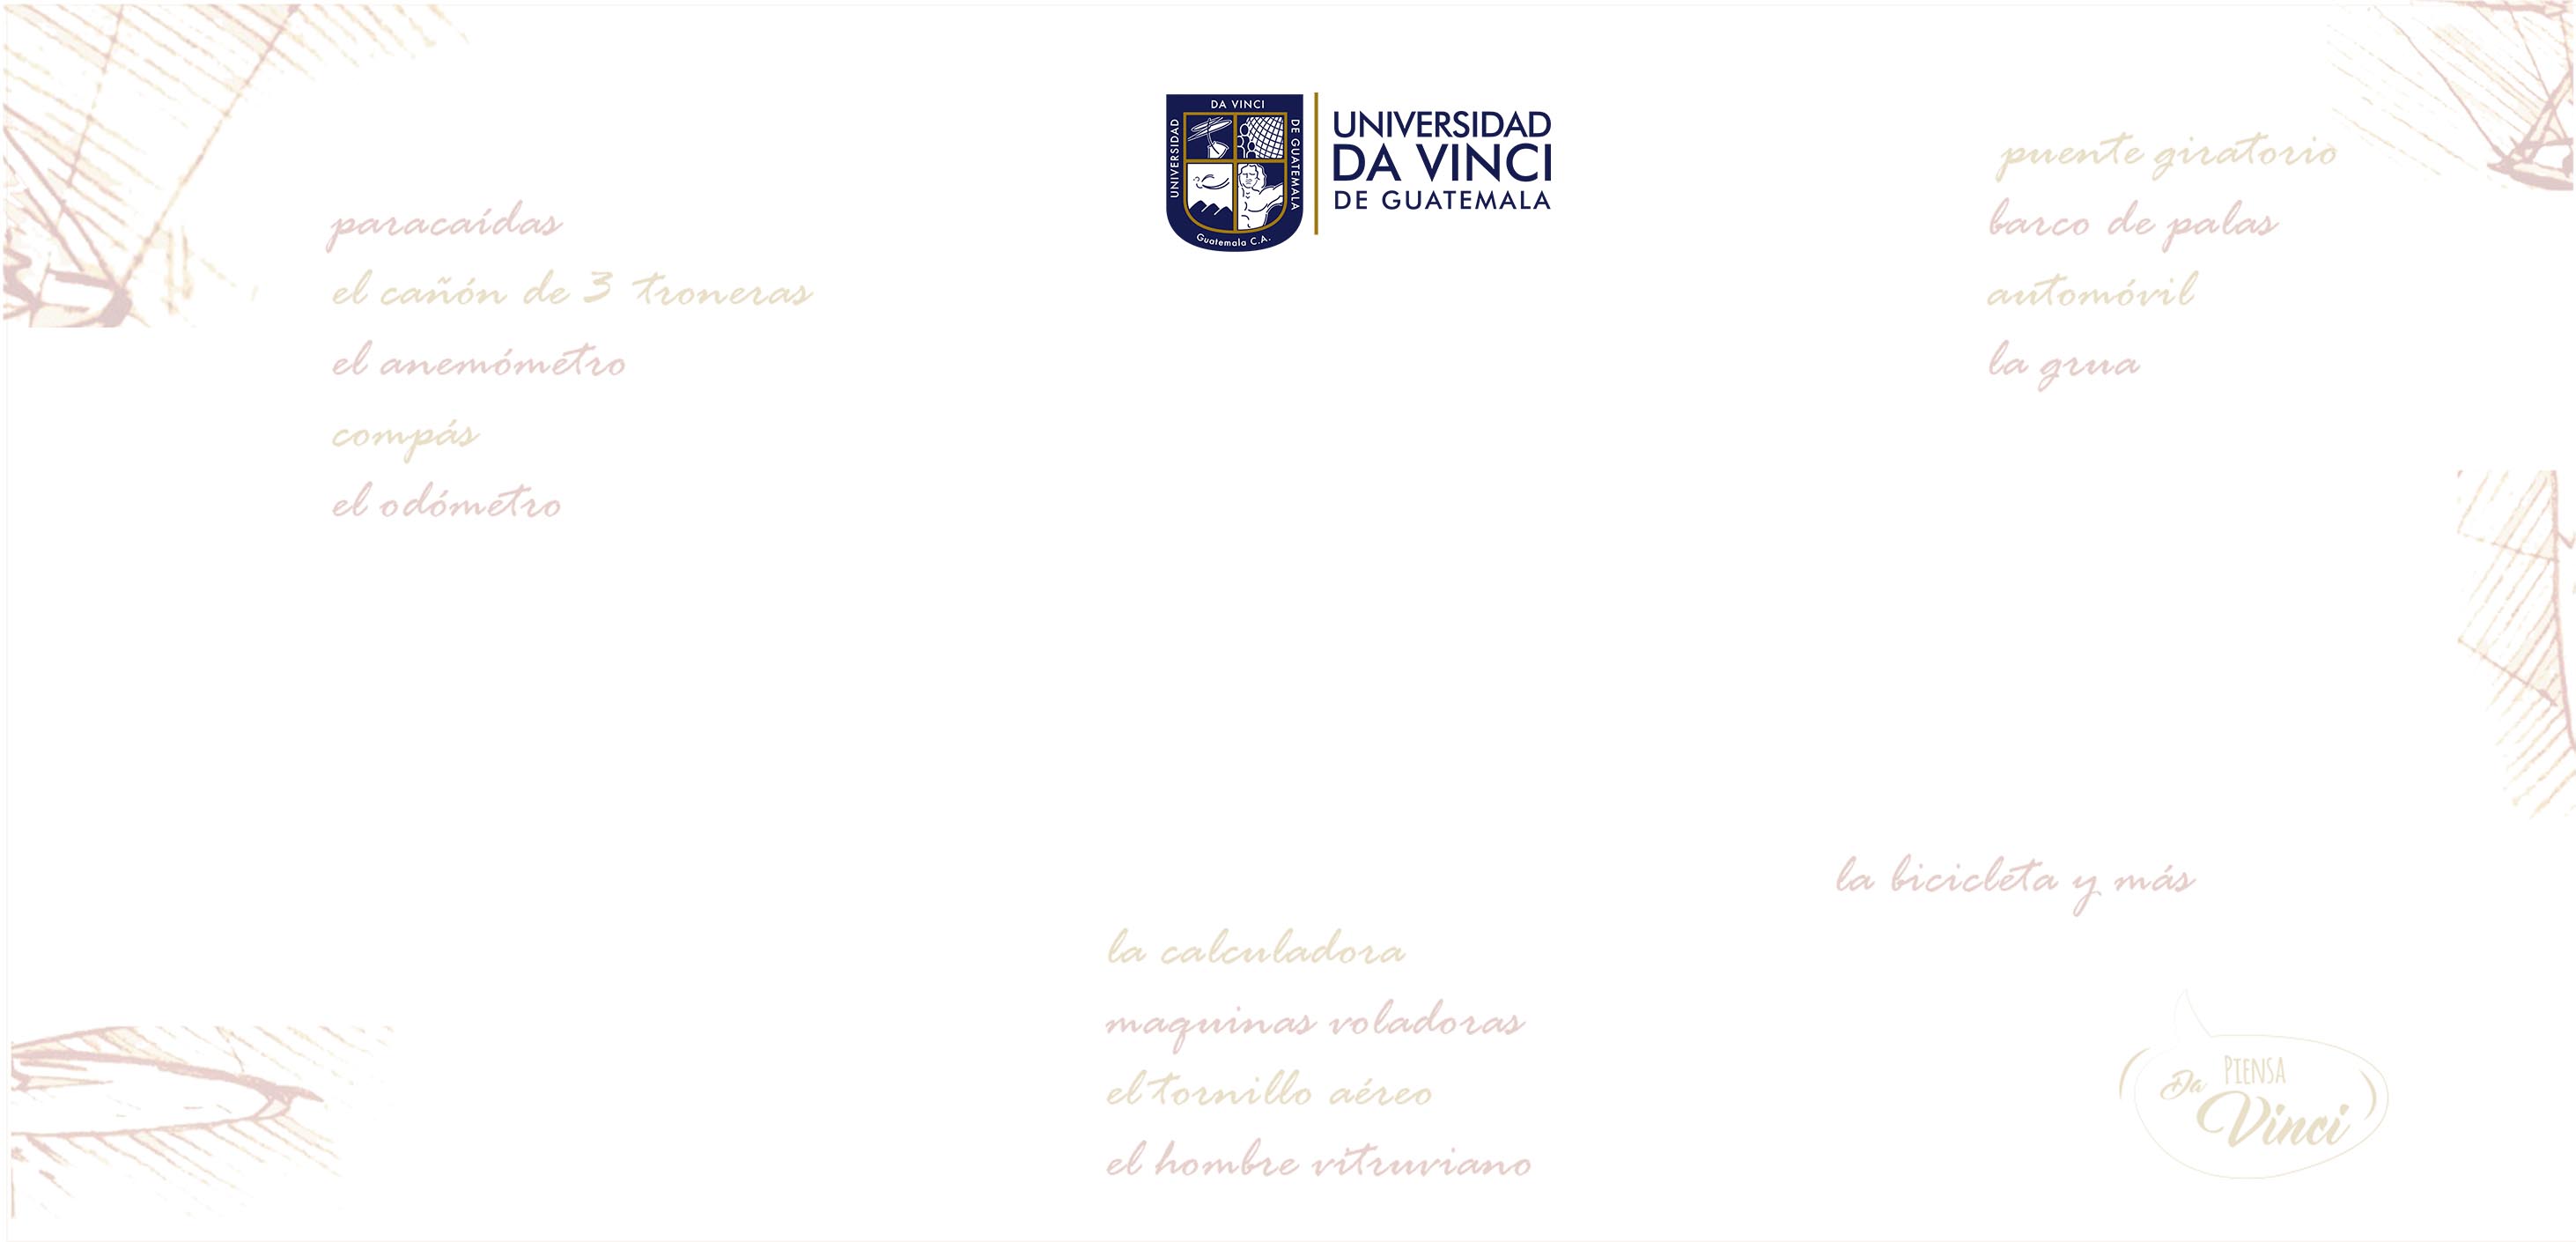 DA VINCI
UNIVERSIDAD
DE GUATEMALA
Guatemala C.A.
UNIVERSIDAD
DA VINCI
DE GUATEMALA
paracaídas
el cañón de 3 troneras
el anemómetro
compás
el odómetro
puente giratorio
barco de palas
automóvil
la grua
la bicicleta y más
la calculadora
maquinas voladoras
el tornillo aéreo
el hombre vitruviano
PIENSA
Da
Vinci